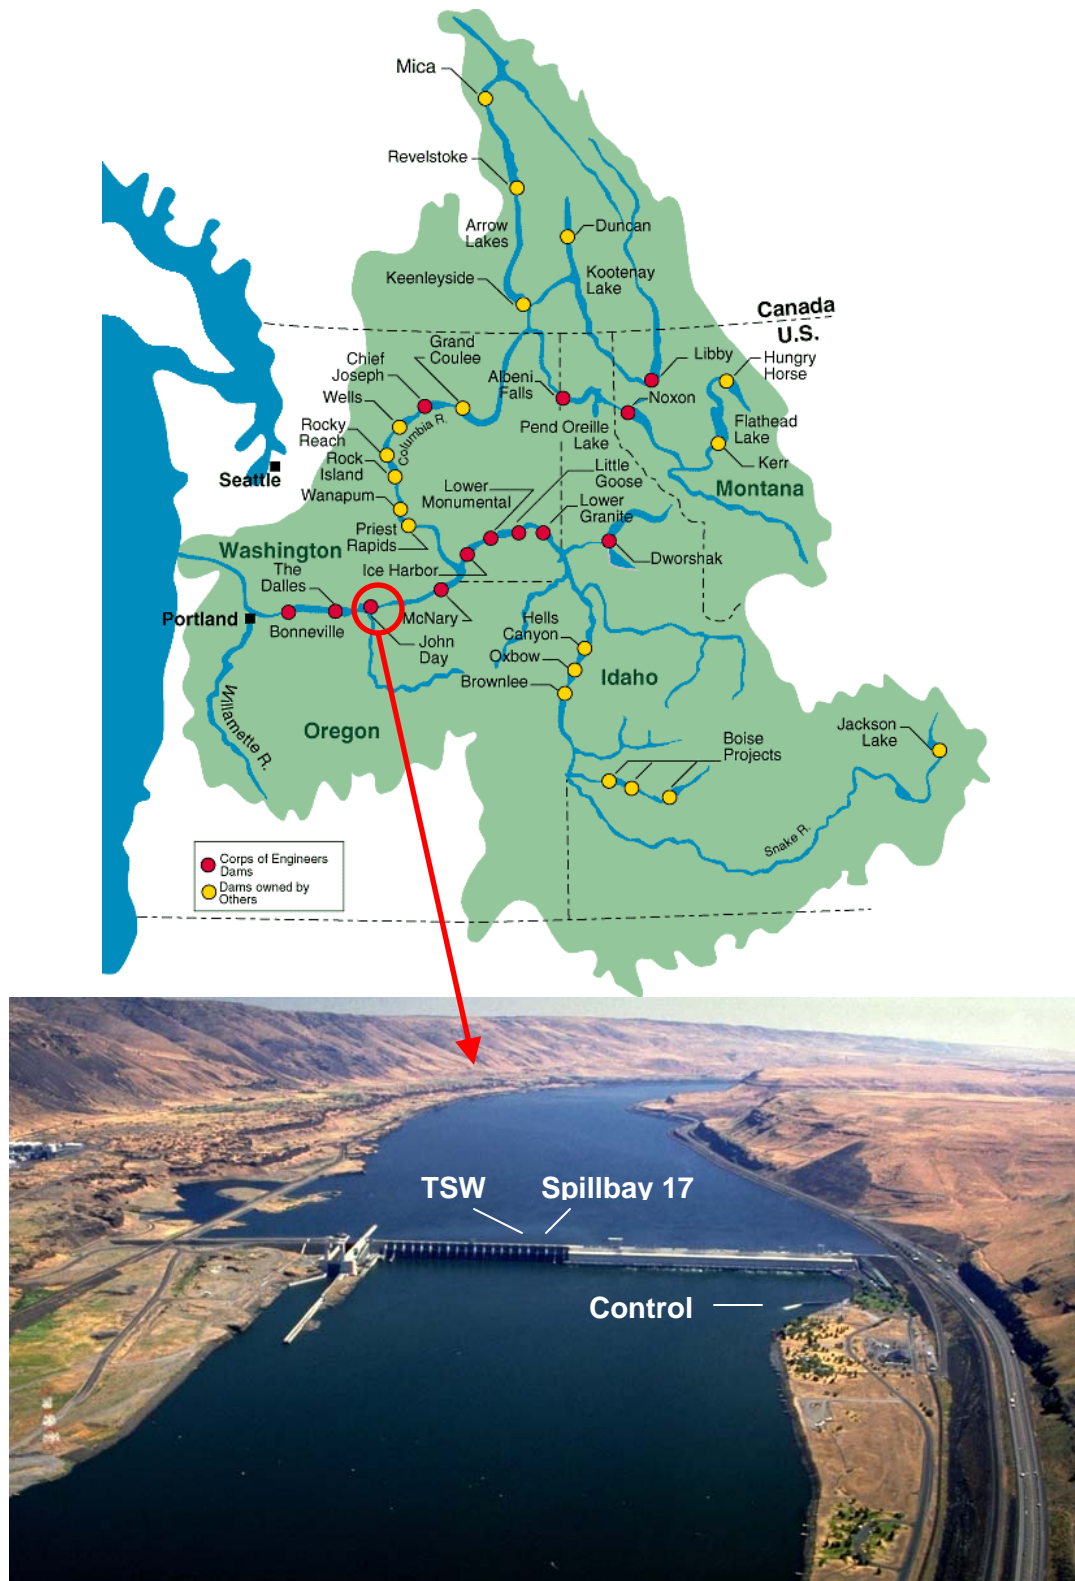 Mica
Revelstoke
Arrow
Lakes
Duncan
Keenleyside
Kootenay
Lake
Canada
U.S.
Grand
Coulee
Chief
Joseph
Libby
Hungry
Horse
Albeni
Falls
Wells
Noxon
Columbia R.
Rocky
Reach
Pend Oreille
Lake
Flathead
Lake
Rock
Island
Kerr
Little
Goose
Seattle
Lower
Monumental
Montana
Wanapum
Lower
Granite
Priest
Rapids
Washington
Ice Harbor
Dworshak
The
Dalles
Portland
McNary
Hells
Canyon
Bonneville
John
Day
Oxbow
Idaho
Brownlee
Willamette R.
Oregon
Boise
Projects
Jackson
Lake
Snake R.
Corps of Engineers
Dams
Dams owned by
Others
TSW Spillbay 17
Control